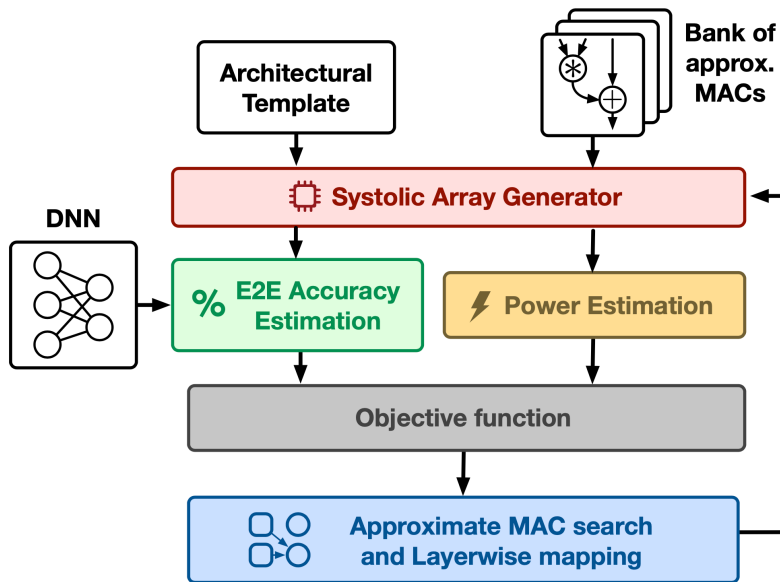 Architectural
Template
Bank of
approx.
MACs
Systolic Array Generator
DNN
% E2E Accuracy
Estimation
Power Estimation
Objective function
Approximate MAC search
and Layerwise mapping